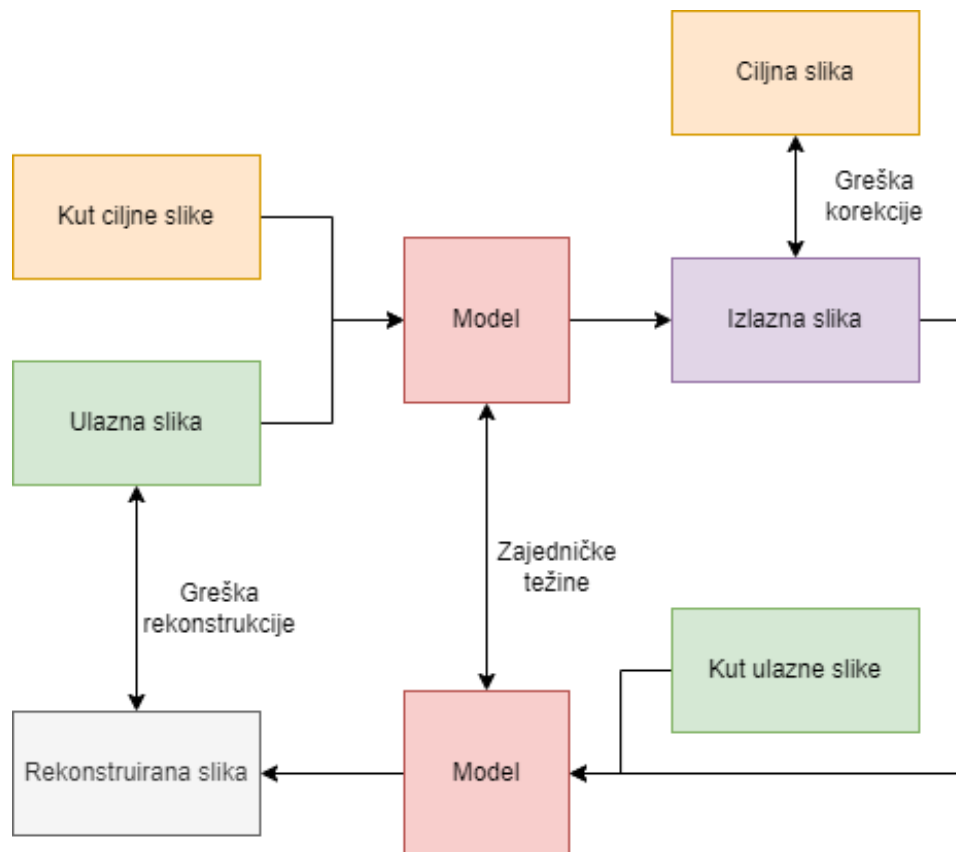 Ciljna slika
Greška
korekcije
Kut ciljne slike
Model
Izlazna slika
Ulazna slika
Zajedničke
težine
Greška
rekonstrukcije
Kut ulazne slike
Rekonstruirana slika
Model